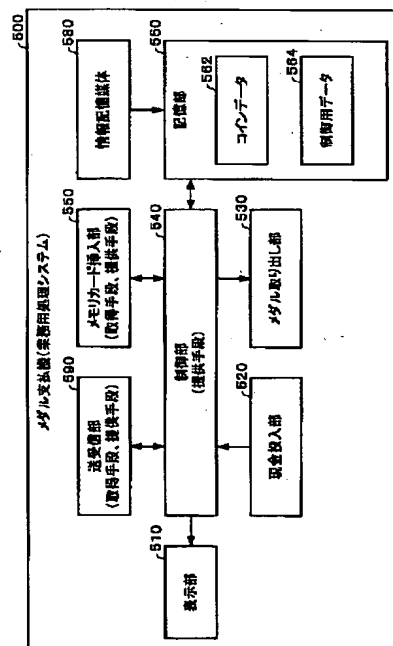 500
メダル支払機(業務用処理システム)
590
送受信部
(取得手段、提供手段)
550
メモリカード挿入部
(取得手段、提供手段)
580
情報記憶媒体
510
表示部
540
制御部
(提供手段)
560
記憶部
562
コインデータ
564
制御用データ
520
現金投入部
530
メダル取り出し部